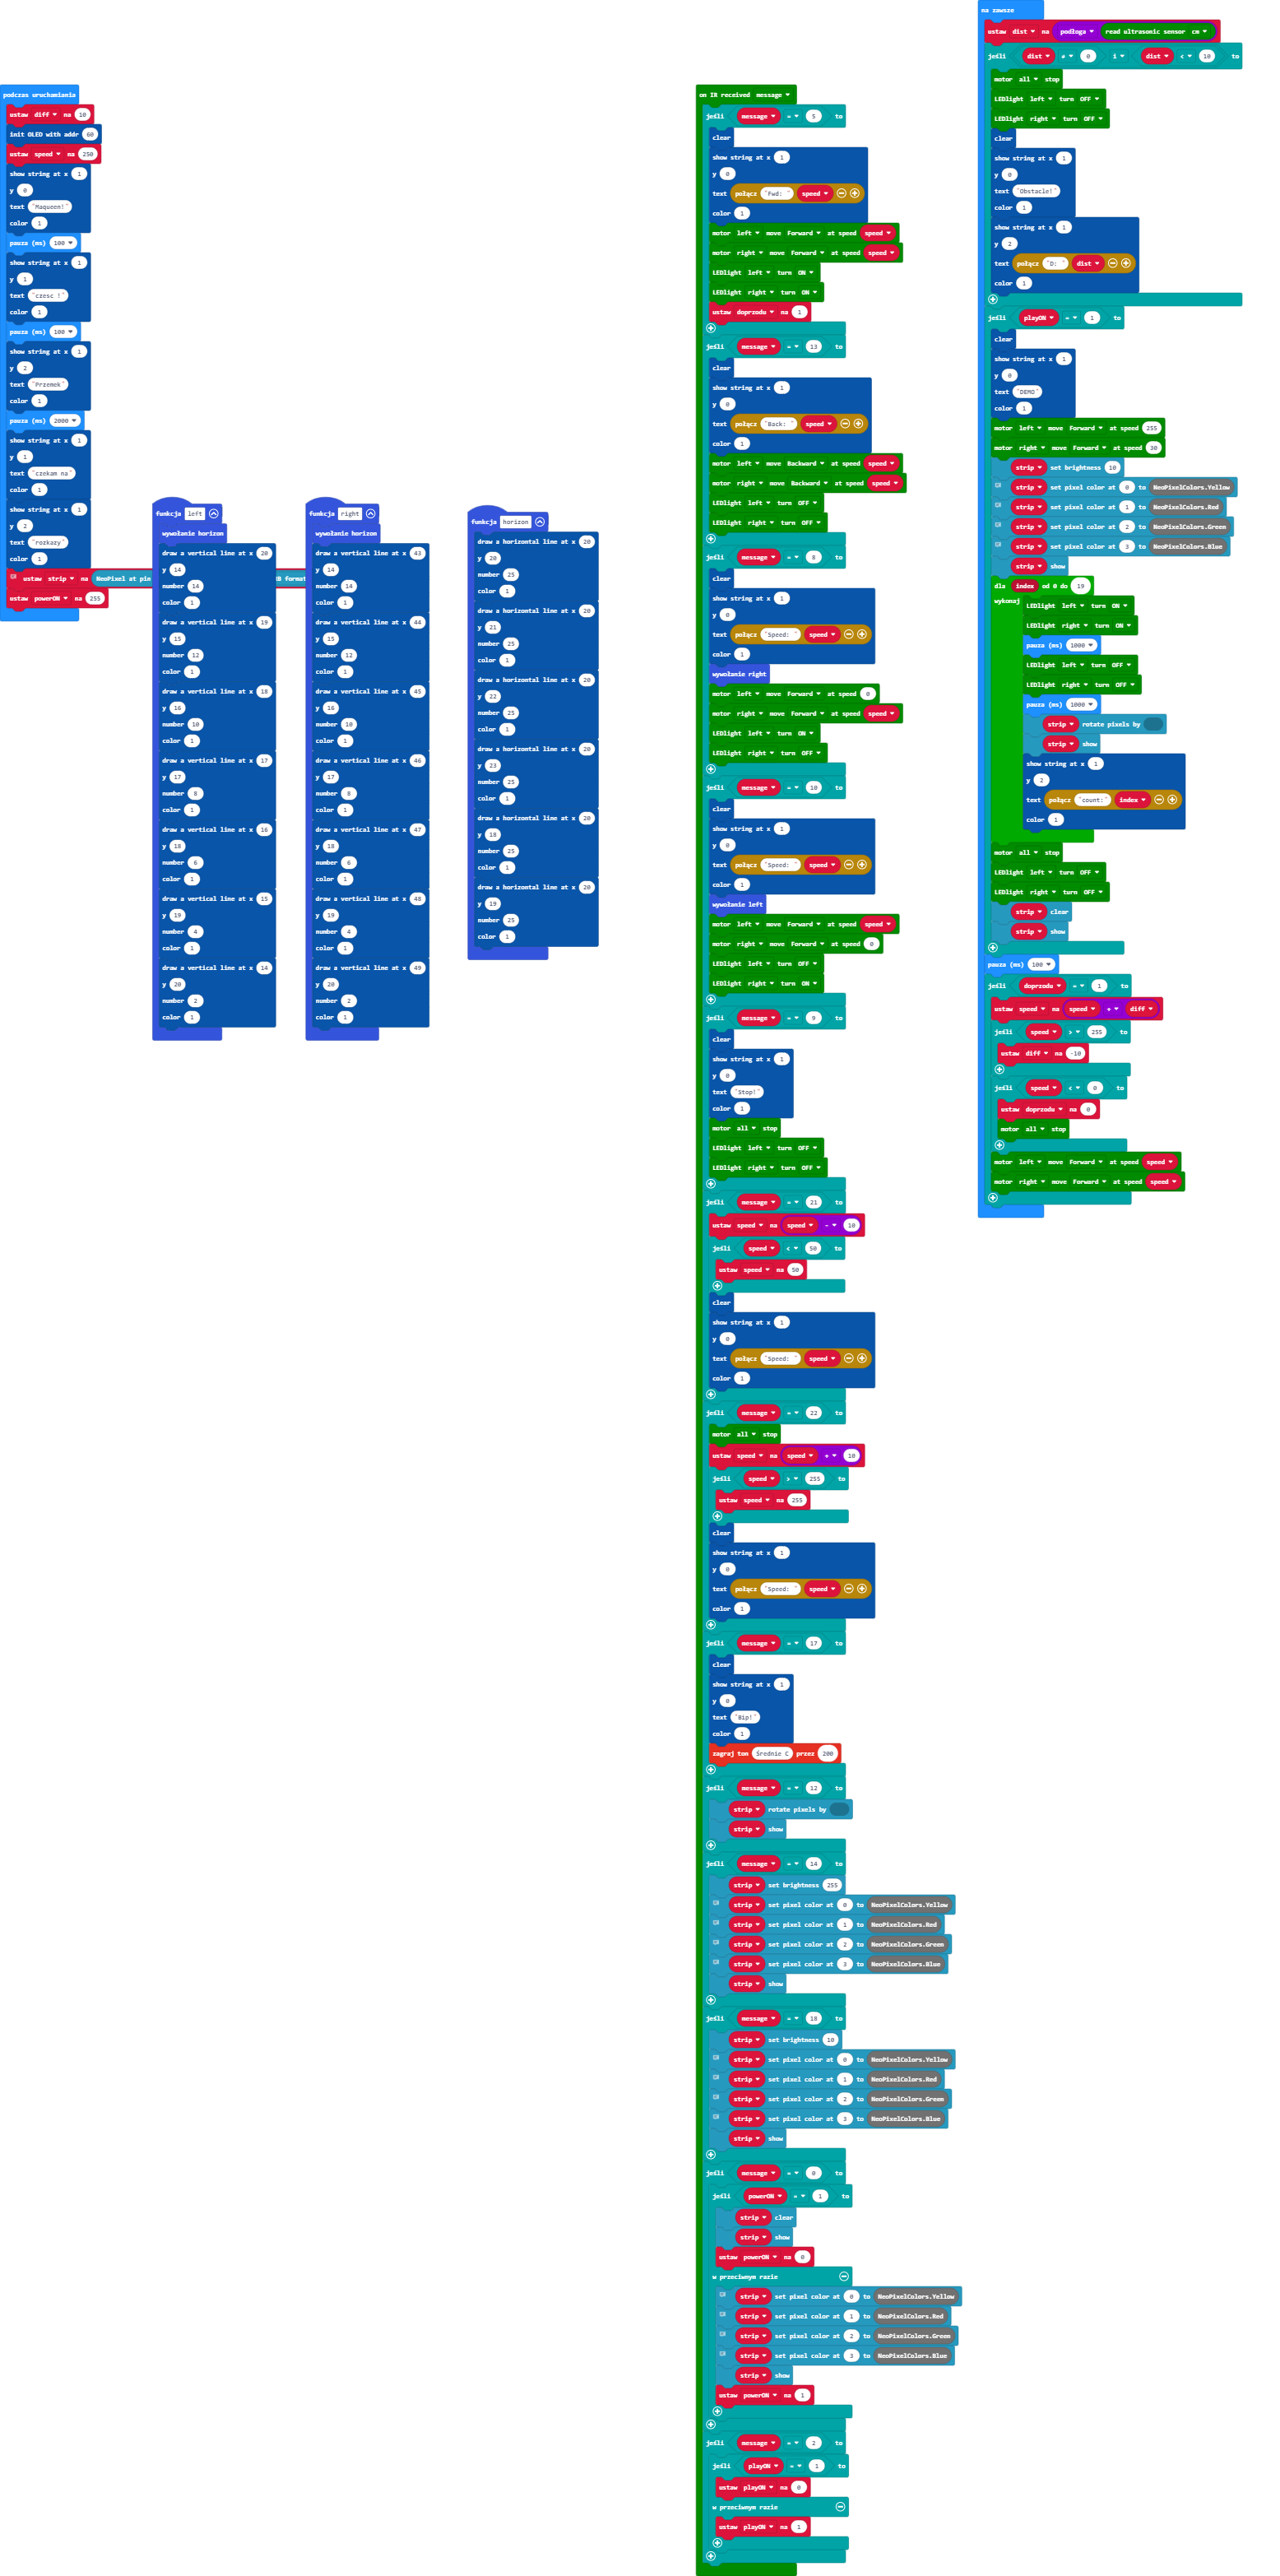 podczas uruchamiania
ustaw diff na 10
init OLED with addr 60
ustaw speed na 250
show string at x 1
y 0
text "Maqueen!"
color 1
pauza (ms) 100
show string at x 1
y 1
text "czesc !"
color 1
pauza (ms) 100
show string at x 1
y 2
text "Przemek"
color 1
pauza (ms) 2000
show string at x 1
y 1
text "czekam na"
color 1
show string at x 1
y 2
text "rozkazy"
color 1
ustaw strip na NeoPixel at pin B format
ustaw powerON na 255
funkcja left
wywołanie horizon
draw a vertical line at x 20
y 14
number 14
color 1
draw a vertical line at x 19
y 15
number 12
color 1
draw a vertical line at x 18
y 16
number 10
color 1
draw a vertical line at x 17
y 17
number 8
color 1
draw a vertical line at x 16
y 18
number 6
color 1
draw a vertical line at x 15
y 19
number 4
color 1
draw a vertical line at x 14
y 20
number 2
color 1
funkcja right
wywołanie horizon
draw a vertical line at x 43
y 14
number 14
color 1
draw a vertical line at x 44
y 15
number 12
color 1
draw a vertical line at x 45
y 16
number 10
color 1
draw a vertical line at x 46
y 17
number 8
color 1
draw a vertical line at x 47
y 18
number 6
color 1
draw a vertical line at x 48
y 19
number 4
color 1
draw a vertical line at x 49
y 20
number 2
color 1
funkcja horizon
draw a horizontal line at x 20
y 20
number 25
color 1
draw a horizontal line at x 20
y 21
number 25
color 1
draw a horizontal line at x 20
y 22
number 25
color 1
draw a horizontal line at x 20
y 23
number 25
color 1
draw a horizontal line at x 20
y 18
number 25
color 1
draw a horizontal line at x 20
y 19
number 25
color 1
on IR received message
jeśli message = 5 to
clear
show string at x 1
y 0
text połącz "Fwd: " speed
color 1
motor left move Forward at speed speed
motor right move Forward at speed speed
LEDlight left turn ON
LEDlight right turn ON
ustaw doprzodu na 1
jeśli message = 13 to
clear
show string at x 1
y 0
text połącz "Back: " speed
color 1
motor left move Backward at speed speed
motor right move Backward at speed speed
LEDlight left turn OFF
LEDlight right turn OFF
jeśli message = 8 to
clear
show string at x 1
y 0
text połącz "Speed: " speed
color 1
wywołanie right
motor left move Forward at speed 0
motor right move Forward at speed speed
LEDlight left turn ON
LEDlight right turn OFF
jeśli message = 10 to
clear
show string at x 1
y 0
text połącz "Speed: " speed
color 1
wywołanie left
motor left move Forward at speed speed
motor right move Forward at speed 0
LEDlight left turn OFF
LEDlight right turn ON
jeśli message = 9 to
clear
show string at x 1
y 0
text "Stop!"
color 1
motor all stop
LEDlight left turn OFF
LEDlight right turn OFF
jeśli message = 21 to
ustaw speed na speed - 10
jeśli speed < 50 to
ustaw speed na 50
clear
show string at x 1
y 0
text połącz "Speed: " speed
color 1
jeśli message = 22 to
motor all stop
ustaw speed na speed + 10
jeśli speed > 255 to
ustaw speed na 255
clear
show string at x 1
y 0
text połącz "Speed: " speed
color 1
jeśli message = 17 to
clear
show string at x 1
y 0
text "Bip!"
color 1
zagraj ton Średnie C przez 200
jeśli message = 12 to
strip rotate pixels by
strip show
jeśli message = 14 to
strip set brightness 255
strip set pixel color at 0 to NeoPixelColors.Yellow
strip set pixel color at 1 to NeoPixelColors.Red
strip set pixel color at 2 to NeoPixelColors.Green
strip set pixel color at 3 to NeoPixelColors.Blue
strip show
jeśli message = 18 to
strip set brightness 10
strip set pixel color at 0 to NeoPixelColors.Yellow
strip set pixel color at 1 to NeoPixelColors.Red
strip set pixel color at 2 to NeoPixelColors.Green
strip set pixel color at 3 to NeoPixelColors.Blue
strip show
jeśli message = 0 to
jeśli powerON = 1 to
strip clear
strip show
ustaw powerON na 0
w przeciwnym razie
strip set pixel color at 0 to NeoPixelColors.Yellow
strip set pixel color at 1 to NeoPixelColors.Red
strip set pixel color at 2 to NeoPixelColors.Green
strip set pixel color at 3 to NeoPixelColors.Blue
strip show
ustaw powerON na 1
jeśli message = 2 to
jeśli playON = 1 to
ustaw playON na 0
w przeciwnym razie
ustaw playON na 1
na zawsze
ustaw dist na podłoga read ultrasonic sensor cm
jeśli dist ≠ 0 i dist < 10 to
motor all stop
LEDlight left turn OFF
LEDlight right turn OFF
clear
show string at x 1
y 0
text "Obstacle!"
color 1
show string at x 1
y 2
text połącz "D: " dist
color 1
jeśli playON = 1 to
clear
show string at x 1
y 0
text "DEMO"
color 1
motor left move Forward at speed 255
motor right move Forward at speed 30
strip set brightness 10
strip set pixel color at 0 to NeoPixelColors.Yellow
strip set pixel color at 1 to NeoPixelColors.Red
strip set pixel color at 2 to NeoPixelColors.Green
strip set pixel color at 3 to NeoPixelColors.Blue
strip show
dla index od 0 do 19
wykonaj LEDlight left turn ON
LEDlight right turn ON
pauza (ms) 1000
LEDlight left turn OFF
LEDlight right turn OFF
pauza (ms) 1000
strip rotate pixels by
strip show
show string at x 1
y 2
text połącz "count:" index
color 1
motor all stop
LEDlight left turn OFF
LEDlight right turn OFF
strip clear
strip show
pauza (ms) 100
jeśli doprzodu = 1 to
ustaw speed na speed + diff
jeśli speed > 255 to
ustaw diff na -10
jeśli speed < 0 to
ustaw doprzodu na 0
motor all stop
motor left move Forward at speed speed
motor right move Forward at speed speed